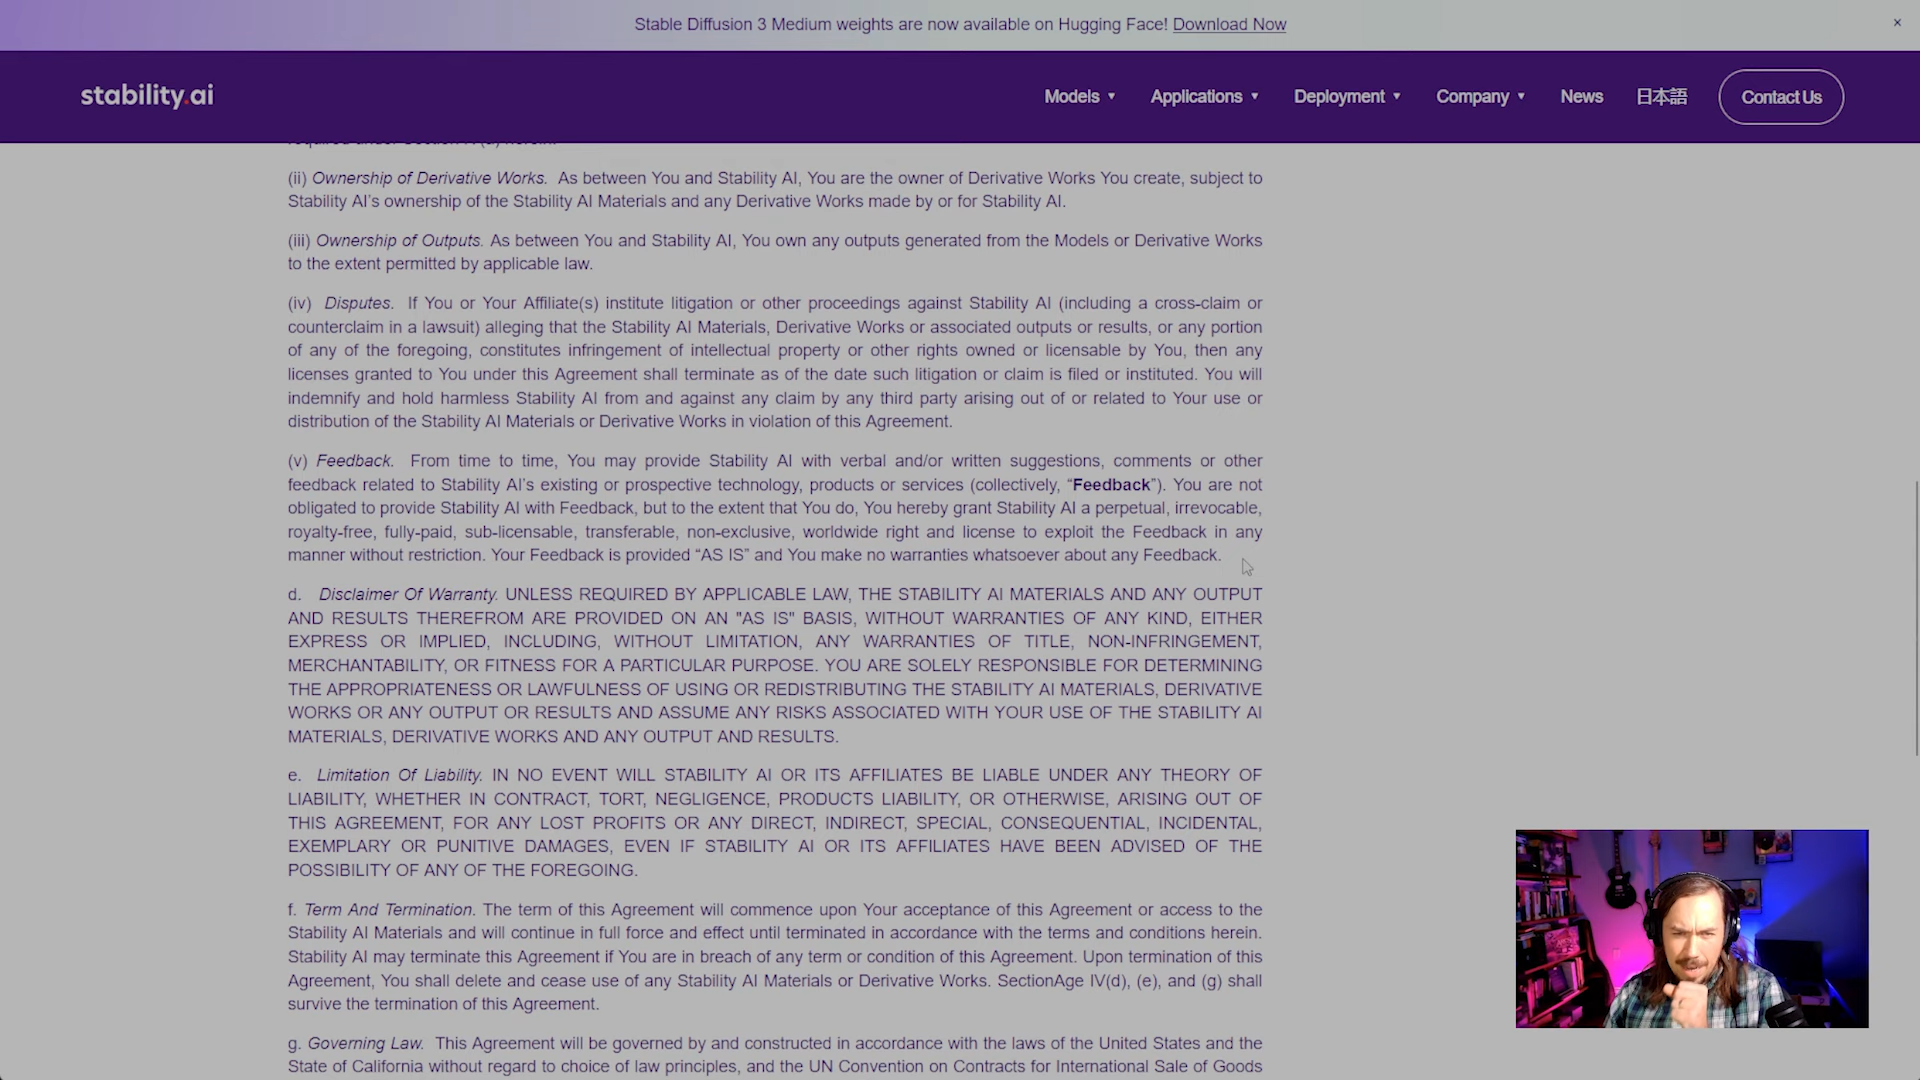 Stable Diffusion 3 Medium weights are now available on Hugging Face! Download Now
×
stability.ai
Models ▼ Applications ▼ Deployment ▼ Company ▼ News 日本語 Contact Us
(ii) Ownership of Derivative Works. As between You and Stability AI, You are the owner of Derivative Works You create, subject to
Stability AI's ownership of the Stability AI Materials and any Derivative Works made by or for Stability AI.
(iii) Ownership of Outputs. As between You and Stability AI, You own any outputs generated from the Models or Derivative Works
to the extent permitted by applicable law.
(iv) Disputes. If You or Your Affiliate(s) institute litigation or other proceedings against Stability AI (including a cross-claim or
counterclaim in a lawsuit) alleging that the Stability AI Materials, Derivative Works or associated outputs or results, or any portion
of any of the foregoing, constitutes infringement of intellectual property or other rights owned or licensable by You, then any
licenses granted to You under this Agreement shall terminate as of the date such litigation or claim is filed or instituted. You will
indemnify and hold harmless Stability AI from and against any claim by any third party arising out of or related to Your use or
distribution of the Stability AI Materials or Derivative Works in violation of this Agreement.
(v) Feedback. From time to time, You may provide Stability AI with verbal and/or written suggestions, comments or other
feedback related to Stability AI's existing or prospective technology, products or services (collectively, “Feedback”). You are not
obligated to provide Stability AI with Feedback, but to the extent that You do, You hereby grant Stability AI a perpetual, irrevocable,
royalty-free, fully-paid, sub-licensable, transferable, non-exclusive, worldwide right and license to exploit the Feedback in any
manner without restriction. Your Feedback is provided “AS IS” and You make no warranties whatsoever about any Feedback.
d. Disclaimer Of Warranty. UNLESS REQUIRED BY APPLICABLE LAW, THE STABILITY AI MATERIALS AND ANY OUTPUT
AND RESULTS THEREFROM ARE PROVIDED ON AN "AS IS" BASIS, WITHOUT WARRANTIES OF ANY KIND, EITHER
EXPRESS OR IMPLIED, INCLUDING, WITHOUT LIMITATION, ANY WARRANTIES OF TITLE, NON-INFRINGEMENT,
MERCHANTABILITY, OR FITNESS FOR A PARTICULAR PURPOSE. YOU ARE SOLELY RESPONSIBLE FOR DETERMINING
THE APPROPRIATENESS OR LAWFULNESS OF USING OR REDISTRIBUTING THE STABILITY AI MATERIALS, DERIVATIVE
WORKS OR ANY OUTPUT OR RESULTS AND ASSUME ANY RISKS ASSOCIATED WITH YOUR USE OF THE STABILITY AI
MATERIALS, DERIVATIVE WORKS AND ANY OUTPUT AND RESULTS.
e. Limitation Of Liability. IN NO EVENT WILL STABILITY AI OR ITS AFFILIATES BE LIABLE UNDER ANY THEORY OF
LIABILITY, WHETHER IN CONTRACT, TORT, NEGLIGENCE, PRODUCTS LIABILITY, OR OTHERWISE, ARISING OUT OF
THIS AGREEMENT, FOR ANY LOST PROFITS OR ANY DIRECT, INDIRECT, SPECIAL, CONSEQUENTIAL, INCIDENTAL,
EXEMPLARY OR PUNITIVE DAMAGES, EVEN IF STABILITY AI OR ITS AFFILIATES HAVE BEEN ADVISED OF THE
POSSIBILITY OF ANY OF THE FOREGOING.
f. Term And Termination. The term of this Agreement will commence upon Your acceptance of this Agreement or access to the
Stability AI Materials and will continue in full force and effect until terminated in accordance with the terms and conditions herein.
Stability AI may terminate this Agreement if You are in breach of any term or condition of this Agreement. Upon termination of this
Agreement, You shall delete and cease use of any Stability AI Materials or Derivative Works. SectionAge IV(d), (e), and (g) shall
survive the termination of this Agreement.
g. Governing Law. This Agreement will be governed by and constructed in accordance with the laws of the United States and the
State of California without regard to choice of law principles, and the UN Convention on Contracts for International Sale of Goods